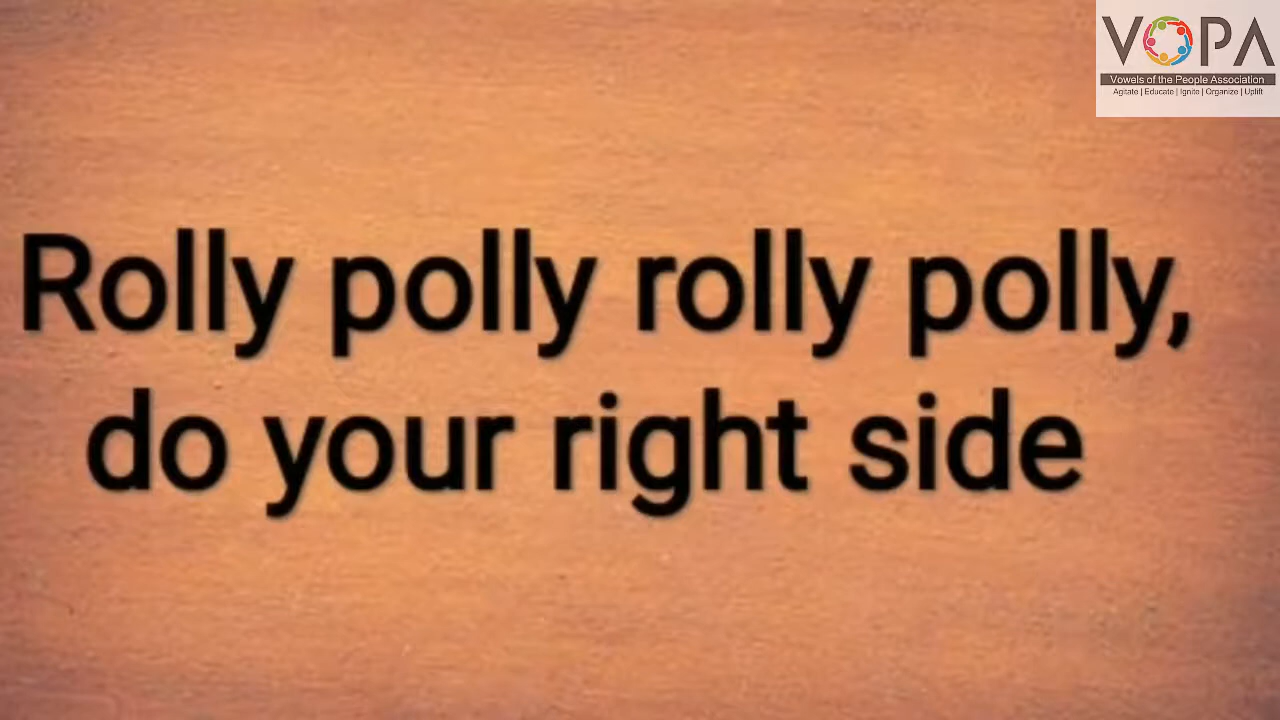 VOPA
Vowels of the People Association
Agitate | Educate | Ignite | Organize | Uplift
Rolly polly rolly polly,
do your right side